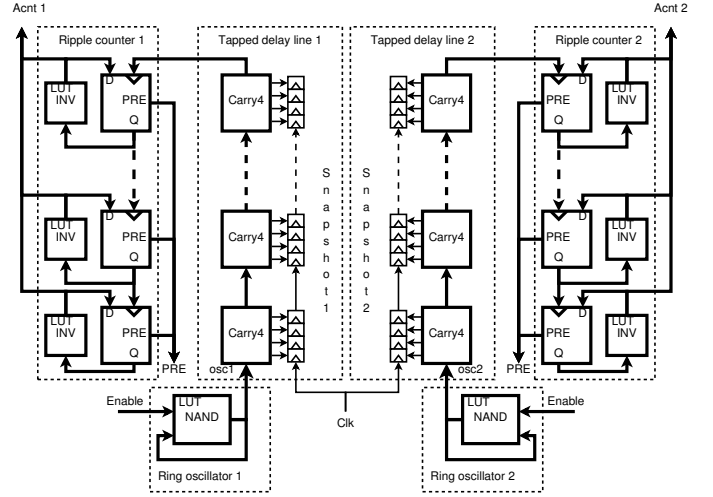 Acnt 1
Acnt 2
Ripple counter 1
Tapped delay line 1
Tapped delay line 2
Ripple counter 2
LUT
INV
D
PRE
Q
Carry4
Carry4
D
PRE
Q
LUT
INV
Snapshot1
Snapshot2
LUT
INV
D
PRE
Q
Carry4
Carry4
D
PRE
Q
LUT
INV
LUT
INV
D
PRE
Q
Carry4
Carry4
D
PRE
Q
LUT
INV
PRE
osc1
osc2
PRE
Enable
LUT
NAND
Clk
LUT
NAND
Enable
Ring oscillator 1
Ring oscillator 2